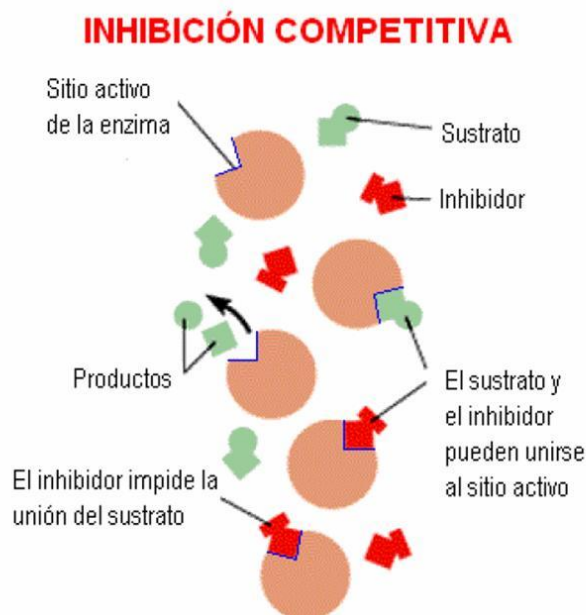 INHIBICIÓN COMPETITIVA
Sitio activo
de la enzima
Sustrato
Inhibidor
Productos
El sustrato y
el inhibidor
pueden unirse
al sitio activo
El inhibidor impide la
unión del sustrato